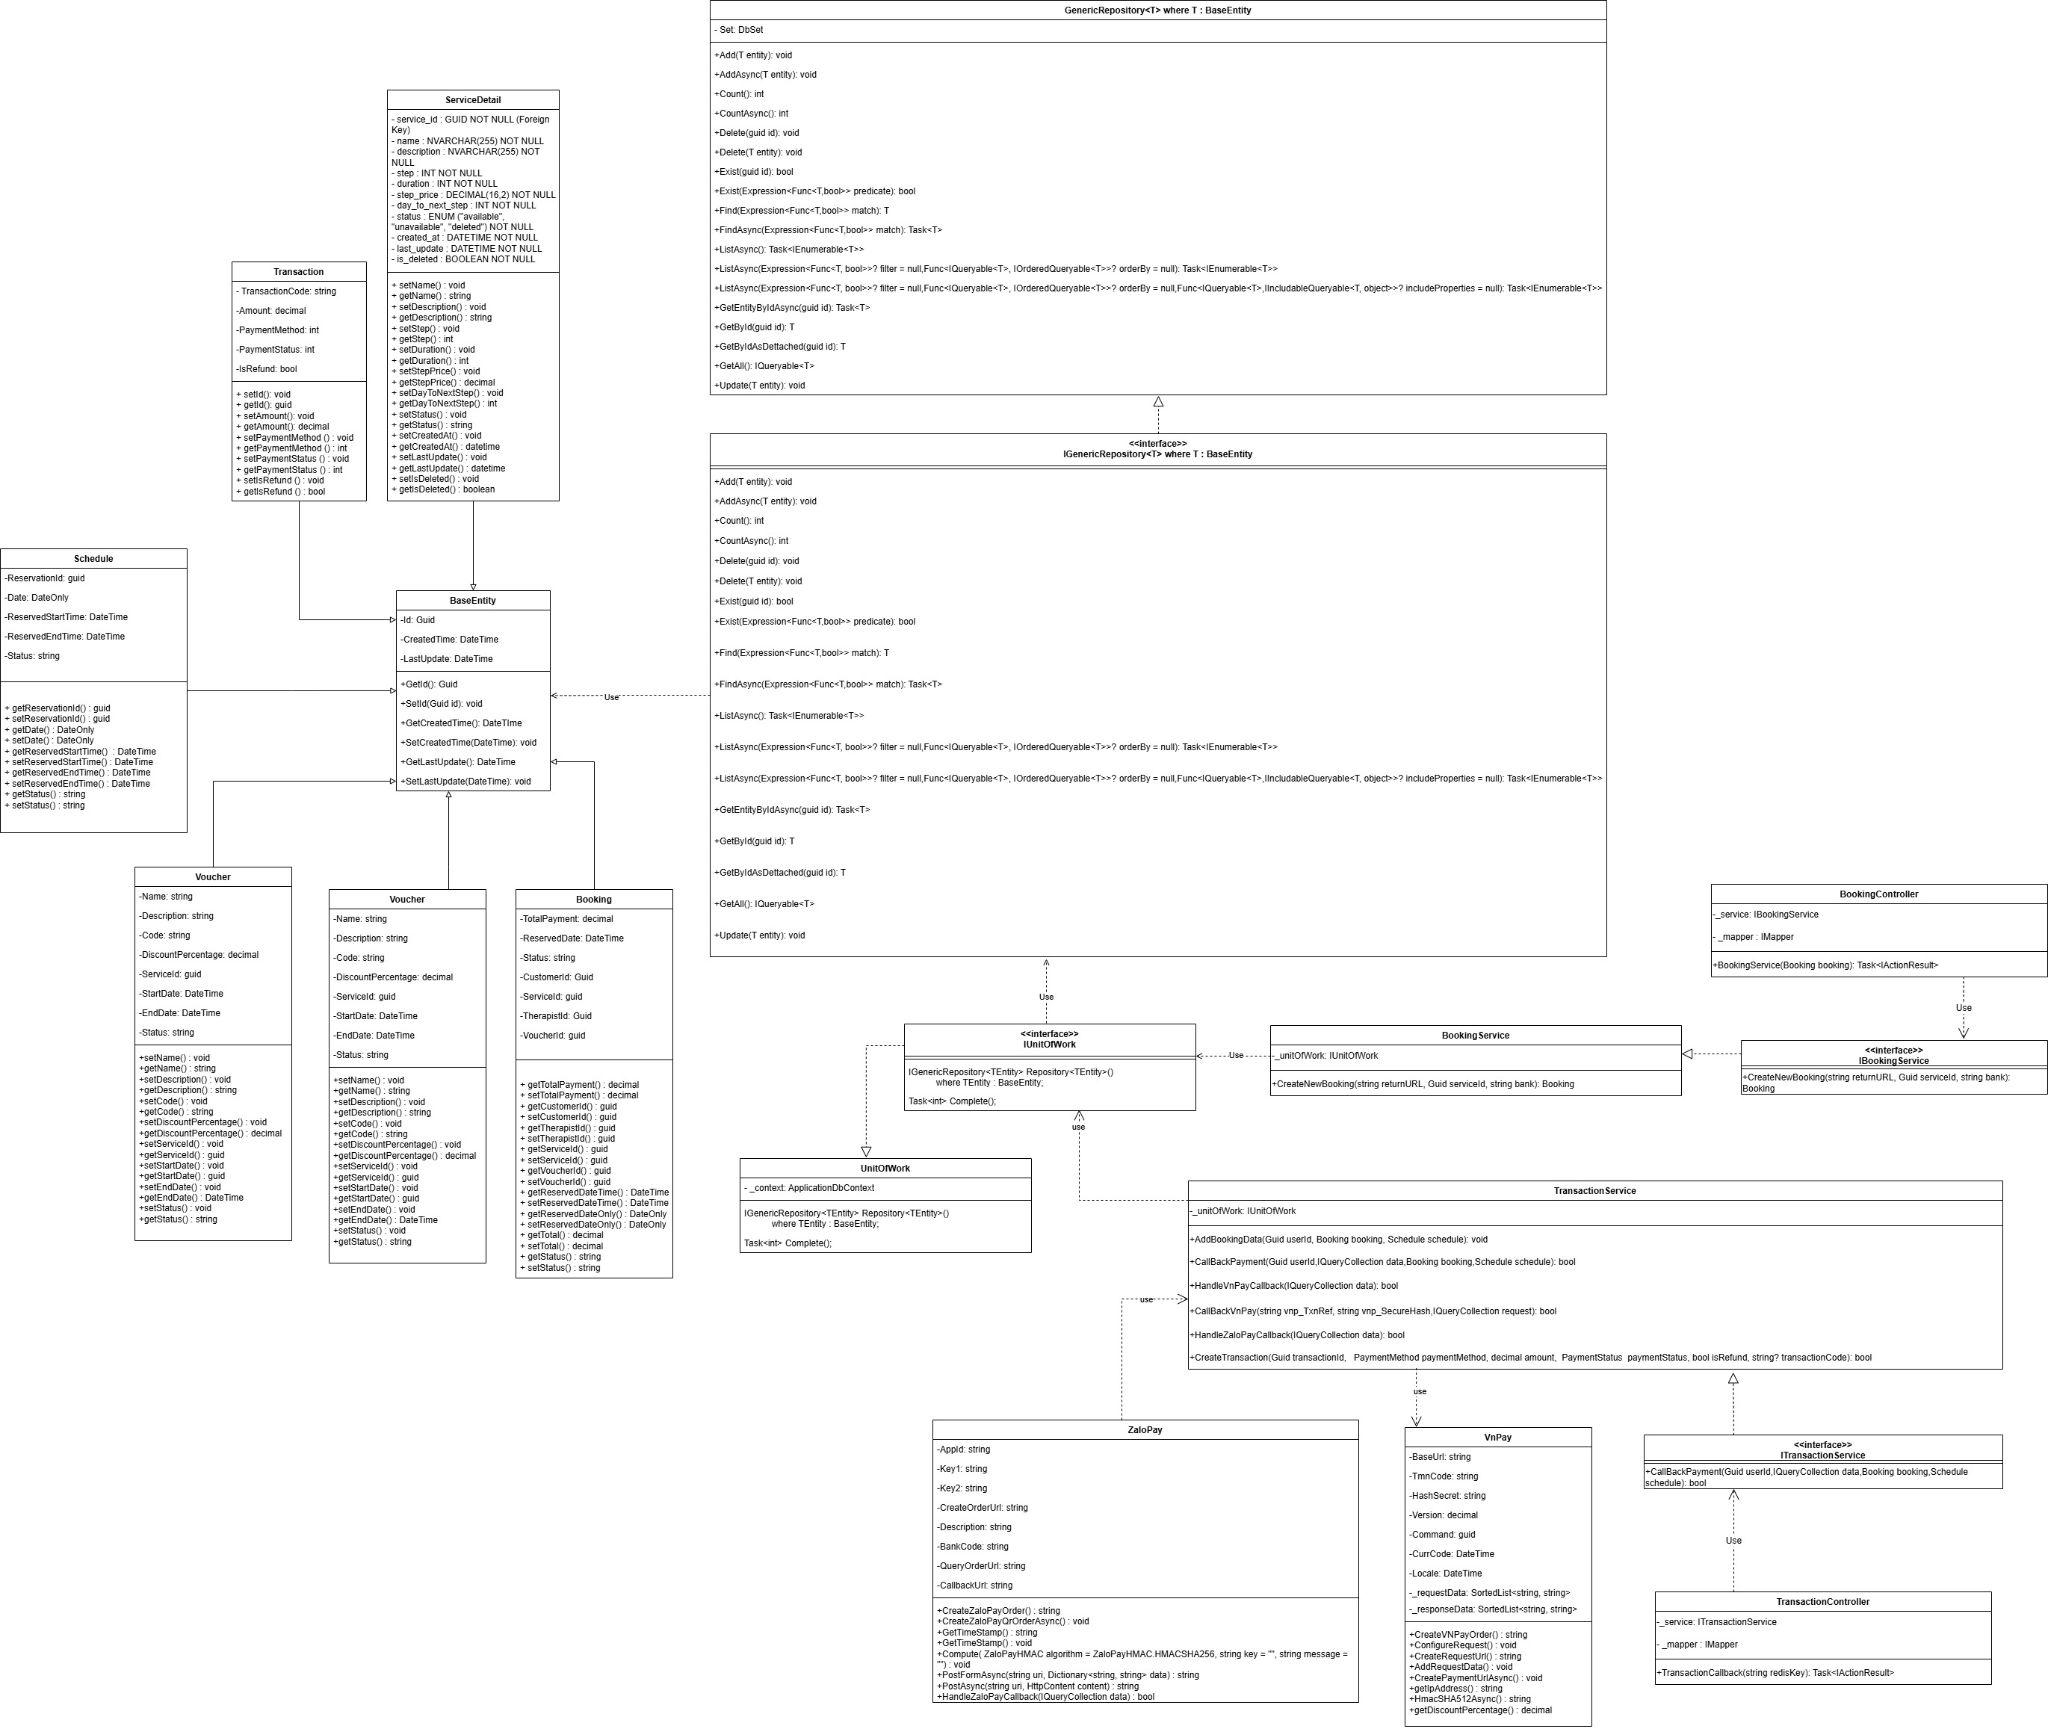 GenericRepository<T> where T : BaseEntity
- Set: DbSet
+Add(T entity): void
+AddAsync(T entity): void
+Count(): int
+CountAsync(): int
+Delete(guid id): void
+Delete(T entity): void
+Exist(guid id): bool
+Exist(Expression<Func<T,bool>> predicate): bool
+Find(Expression<Func<T,bool>> match): T
+FindAsync(Expression<Func<T,bool>> match): Task<T>
+ListAsync(): Task<IEnumerable<T>>
+ListAsync(Expression<Func<T, bool>>? filter = null,Func<IQueryable<T>, IOrderedQueryable<T>>? orderBy = null): Task<IEnumerable<T>>
+ListAsync(Expression<Func<T, bool>>? filter = null,Func<IQueryable<T>, IOrderedQueryable<T>>? orderBy = null,Func<IQueryable<T>,IIncludableQueryable<T, object>>? includeProperties = null): Task<IEnumerable<T>>
+GetEntityByIdAsync(guid id): Task<T>
+GetById(guid id): T
+GetByIdAsDettached(guid id): T
+GetAll(): IQueryable<T>
+Update(T entity): void
ServiceDetail
- service_id : GUID NOT NULL (Foreign
Key)
- name : NVARCHAR(255) NOT NULL
- description : NVARCHAR(255) NOT
NULL
- step : INT NOT NULL
- duration : INT NOT NULL
- step_price : DECIMAL(16,2) NOT NULL
- day_to_next_step : INT NOT NULL
- status : ENUM ("available",
"unavailable", "deleted") NOT NULL
- created_at : DATETIME NOT NULL
- last_update : DATETIME NOT NULL
- is_deleted : BOOLEAN NOT NULL
+ setName() : void
+ getName() : string
+ setDescription() : void
+ getDescription() : string
+ setStep() : void
+ getStep() : int
+ setDuration() : void
+ getDuration() : int
+ setStepPrice() : void
+ getStepPrice() : decimal
+ setDayToNextStep() : void
+ getDayToNextStep() : int
+ setStatus() : void
+ getStatus() : string
+ setCreatedAt() : void
+ getCreatedAt() : datetime
+ setLastUpdate() : void
+ getLastUpdate() : datetime
+ setIsDeleted() : void
+ getIsDeleted() : boolean
Transaction
- TransactionCode: string
-Amount: decimal
-PaymentMethod: int
-PaymentStatus: int
-IsRefund: bool
+ setId(): void
+ getId(): guid
+ setAmount(): void
+ getAmount(): decimal
+ setPaymentMethod () : void
+ getPaymentMethod () : int
+ setPaymentStatus () : void
+ getPaymentStatus () : int
+ setIsRefund () : void
+ getIsRefund () : bool
<<interface>>
IGenericRepository<T> where T : BaseEntity
+Add(T entity): void
+AddAsync(T entity): void
+Count(): int
+CountAsync(): int
+Delete(guid id): void
+Delete(T entity): void
+Exist(guid id): bool
+Exist(Expression<Func<T,bool>> predicate): bool
+Find(Expression<Func<T,bool>> match): T
+FindAsync(Expression<Func<T,bool>> match): Task<T>
+ListAsync(): Task<IEnumerable<T>>
+ListAsync(Expression<Func<T, bool>>? filter = null,Func<IQueryable<T>, IOrderedQueryable<T>>? orderBy = null): Task<IEnumerable<T>>
+ListAsync(Expression<Func<T, bool>>? filter = null,Func<IQueryable<T>, IOrderedQueryable<T>>? orderBy = null,Func<IQueryable<T>,IIncludableQueryable<T, object>>? includeProperties = null): Task<IEnumerable<T>>
+GetEntityByIdAsync(guid id): Task<T>
+GetById(guid id): T
+GetByIdAsDettached(guid id): T
+GetAll(): IQueryable<T>
+Update(T entity): void
Schedule
-ReservationId: guid
-Date: DateOnly
-ReservedStartTime: DateTime
-ReservedEndTime: DateTime
-Status: string
+ getReservationId() : guid
+ setReservationId() : guid
+ getDate() : DateOnly
+ setDate() : DateOnly
+ getReservedStartTime() : DateTime
+ setReservedStartTime() : DateTime
+ getReservedEndTime() : DateTime
+ setReservedEndTime() : DateTime
+ getStatus() : string
+ setStatus() : string
BaseEntity
-Id: Guid
-CreatedTime: DateTime
-LastUpdate: DateTime
+GetId(): Guid
+SetId(Guid id): void
+GetCreatedTime(): DateTIme
+SetCreatedTime(DateTime): void
+GetLastUpdate(): DateTime
+SetLastUpdate(DateTime): void
Use
Voucher
-Name: string
-Description: string
-Code: string
-DiscountPercentage: decimal
-ServiceId: guid
-StartDate: DateTime
-EndDate: DateTime
-Status: string
+setName() : void
+getName() : string
+setDescription() : void
+getDescription() : string
+setCode() : void
+getCode() : string
+setDiscountPercentage() : void
+getDiscountPercentage() : decimal
+setServiceId() : void
+getServiceId() : guid
+setStartDate() : void
+getStartDate() : guid
+setEndDate() : void
+getEndDate() : DateTime
+setStatus() : void
+getStatus() : string
Voucher
-Name: string
-Description: string
-Code: string
-DiscountPercentage: decimal
-ServiceId: guid
-StartDate: DateTime
-EndDate: DateTime
-Status: string
+setName() : void
+getName() : string
+setDescription() : void
+getDescription() : string
+setCode() : void
+getCode() : string
+setDiscountPercentage() : void
+getDiscountPercentage() : decimal
+setServiceId() : void
+getServiceId() : guid
+setStartDate() : void
+getStartDate() : guid
+setEndDate() : void
+getEndDate() : DateTime
+setStatus() : void
+getStatus() : string
Booking
-TotalPayment: decimal
-ReservedDate: DateTime
-Status: string
-CustomerId: Guid
-ServiceId: guid
-TherapistId: Guid
-VoucherId: guid
+ getTotalPayment() : decimal
+ setTotalPayment() : decimal
+ getCustomerId() : guid
+ setCustomerId() : guid
+ getTherapistId() : guid
+ setTherapistId() : guid
+ getServiceId() : guid
+ setServiceId() : guid
+ getVoucherId() : guid
+ setVoucherId() : guid
+ getReservedDateTime() : DateTime
+ setReservedDateTime() : DateTime
+ getReservedDateOnly() : DateOnly
+ setReservedDateOnly() : DateOnly
+ getTotal() : decimal
+ setTotal() : decimal
+ getStatus() : string
+ setStatus() : string
BookingController
-_service: IBookingService
- _mapper : IMapper
+BookingService(Booking booking): Task<IActionResult>
Use
Use
<<interface>>
IUnitOfWork
IGenericRepository<TEntity> Repository<TEntity>()
where TEntity : BaseEntity;
Task<int> Complete();
Use
BookingService
-_unitOfWork: IUnitOfWork
+CreateNewBooking(string returnURL, Guid serviceId, string bank): Booking
<<interface>>
IBookingService
+CreateNewBooking(string returnURL, Guid serviceId, string bank):
Booking
use
UnitOfWork
- _context: ApplicationDbContext
IGenericRepository<TEntity> Repository<TEntity>()
where TEntity : BaseEntity;
Task<int> Complete();
TransactionService
-_unitOfWork: IUnitOfWork
+AddBookingData(Guid userId, Booking booking, Schedule schedule): void
+CallBackPayment(Guid userId,IQueryCollection data,Booking booking,Schedule schedule): bool
+HandleVnPayCallback(IQueryCollection data): bool
+CallBackVnPay(string vnp_TxnRef, string vnp_SecureHash,IQueryCollection request): bool
+HandleZaloPayCallback(IQueryCollection data): bool
+CreateTransaction(Guid transactionId, PaymentMethod paymentMethod, decimal amount, PaymentStatus paymentStatus, bool isRefund, string? transactionCode): bool
use
use
ZaloPay
-AppId: string
-Key1: string
-Key2: string
-CreateOrderUrl: string
-Description: string
-BankCode: string
-QueryOrderUrl: string
-CallbackUrl: string
+CreateZaloPayOrder() : string
+CreateZaloPayQrOrderAsync() : void
+GetTimeStamp() : string
+GetTimeStamp() : void
+Compute( ZaloPayHMAC algorithm = ZaloPayHMAC.HMACSHA256, string key = "", string message =
"") : void
+PostFormAsync(string uri, Dictionary<string, string> data) : string
+PostAsync(string uri, HttpContent content) : string
+HandleZaloPayCallback(IQueryCollection data) : bool
VnPay
-BaseUrl: string
-TmnCode: string
-HashSecret: string
-Version: decimal
-Command: guid
-CurrCode: DateTime
-Locale: DateTime
-_requestData: SortedList<string, string>
-_responseData: SortedList<string, string>
+CreateVNPayOrder() : string
+ConfigureRequest() : void
+CreateRequestUrl() : string
+AddRequestData() : void
+CreatePaymentUrlAsync() : void
+getIpAddress() : string
+HmacSHA512Async() : string
+getDiscountPercentage() : decimal
<<interface>>
ITransactionService
+CallBackPayment(Guid userId,IQueryCollection data,Booking booking,Schedule
schedule): bool
Use
TransactionController
-_service: ITransactionService
- _mapper : IMapper
+TransactionCallback(string redisKey): Task<IActionResult>